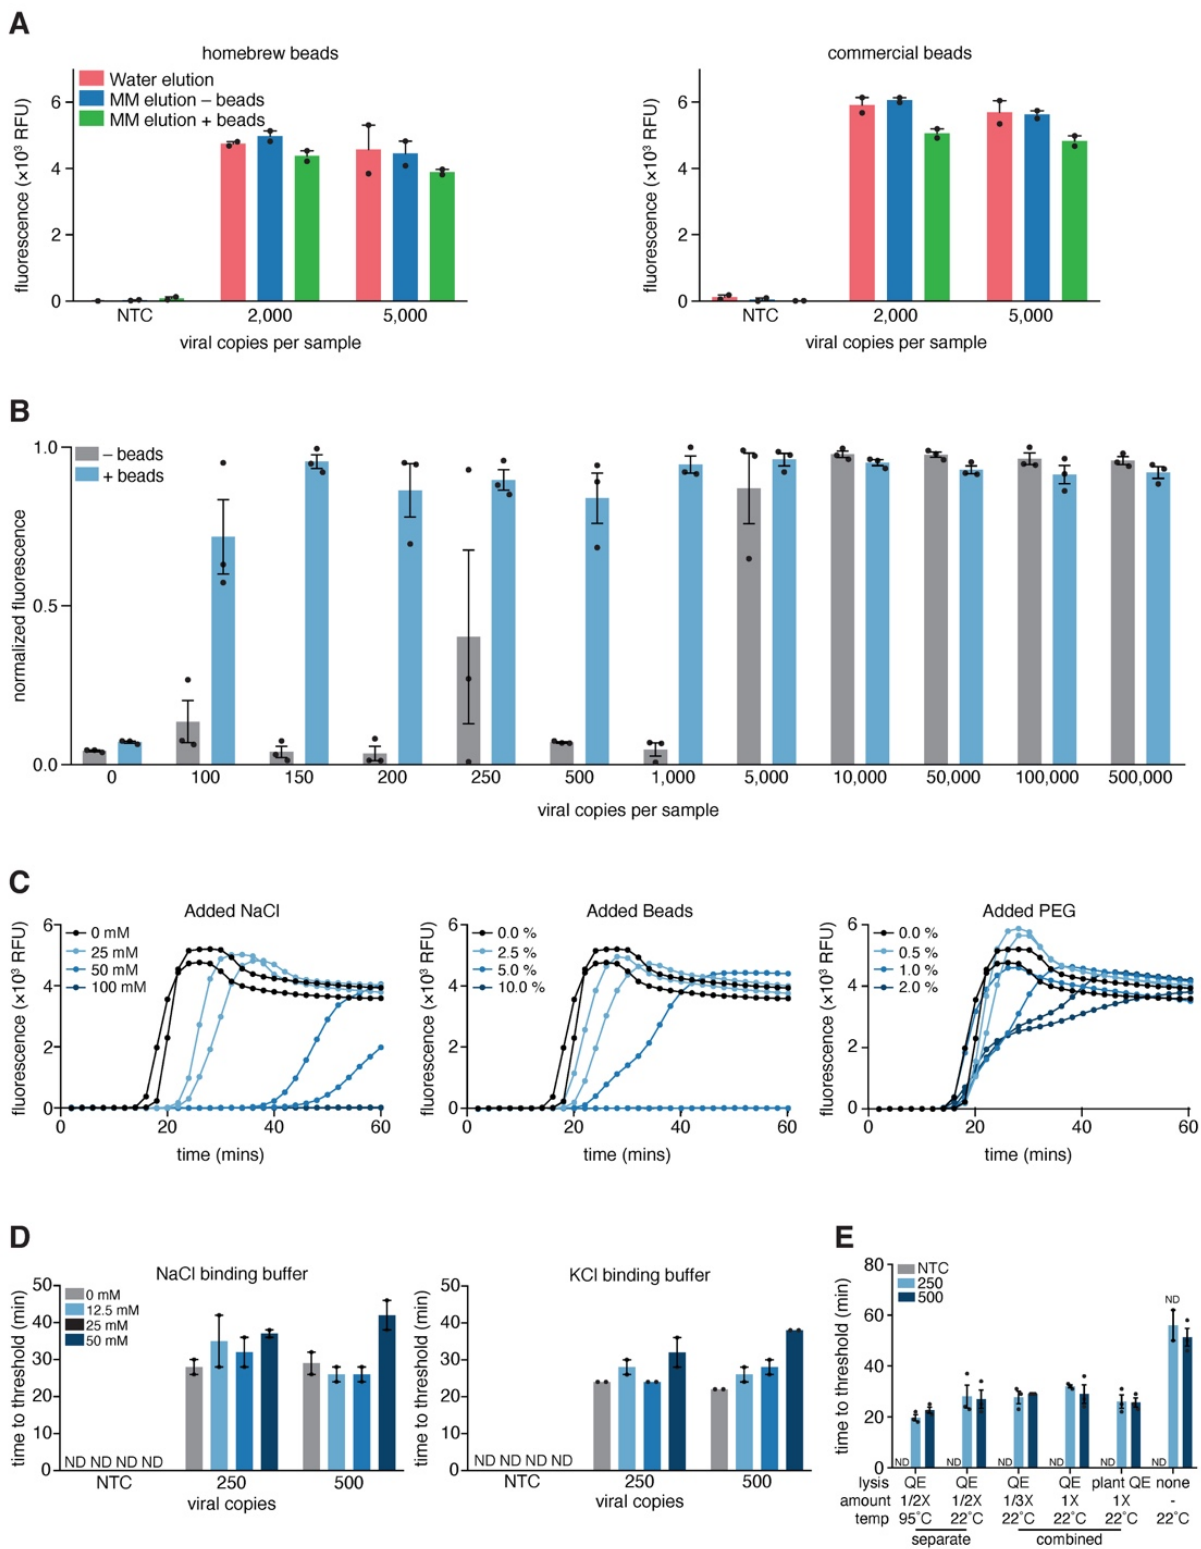 A
homebrew beads
commercial beads
Water elution
MM elution – beads
MM elution + beads
fluorescence (×10³ RFU)
6
4
2
0
NTC
2,000
5,000
viral copies per sample
fluorescence (×10³ RFU)
6
4
2
0
NTC
2,000
5,000
viral copies per sample
B
– beads
+ beads
normalized fluorescence
1.0
0.5
0.0
0 100 150 200 250 500 1,000 5,000 10,000 50,000 100,000 500,000
viral copies per sample
C
Added NaCl
0 mM
25 mM
50 mM
100 mM
fluorescence (×10³ RFU)
6
4
2
0
0 20 40 60
time (mins)
Added Beads
0.0 %
2.5 %
5.0 %
10.0 %
fluorescence (×10³ RFU)
6
4
2
0
0 20 40 60
time (mins)
Added PEG
0.0 %
0.5 %
1.0 %
2.0 %
fluorescence (×10³ RFU)
6
4
2
0
0 20 40 60
time (mins)
D
NaCl binding buffer
0 mM
12.5 mM
25 mM
50 mM
time to threshold (min)
50
40
30
20
10
0
ND ND ND ND
NTC 250 500
viral copies
KCl binding buffer
time to threshold (min)
50
40
30
20
10
0
ND ND ND ND
NTC 250 500
viral copies
E
NTC
250
500
time to threshold (min)
80
60
40
20
0
ND
ND ND ND ND ND ND
lysis QE QE QE QE plant QE none
amount 1/2X 1/2X 1/3X 1X 1X -
temp 95˚C 22˚C 22˚C 22˚C 22˚C 22˚C
separate combined